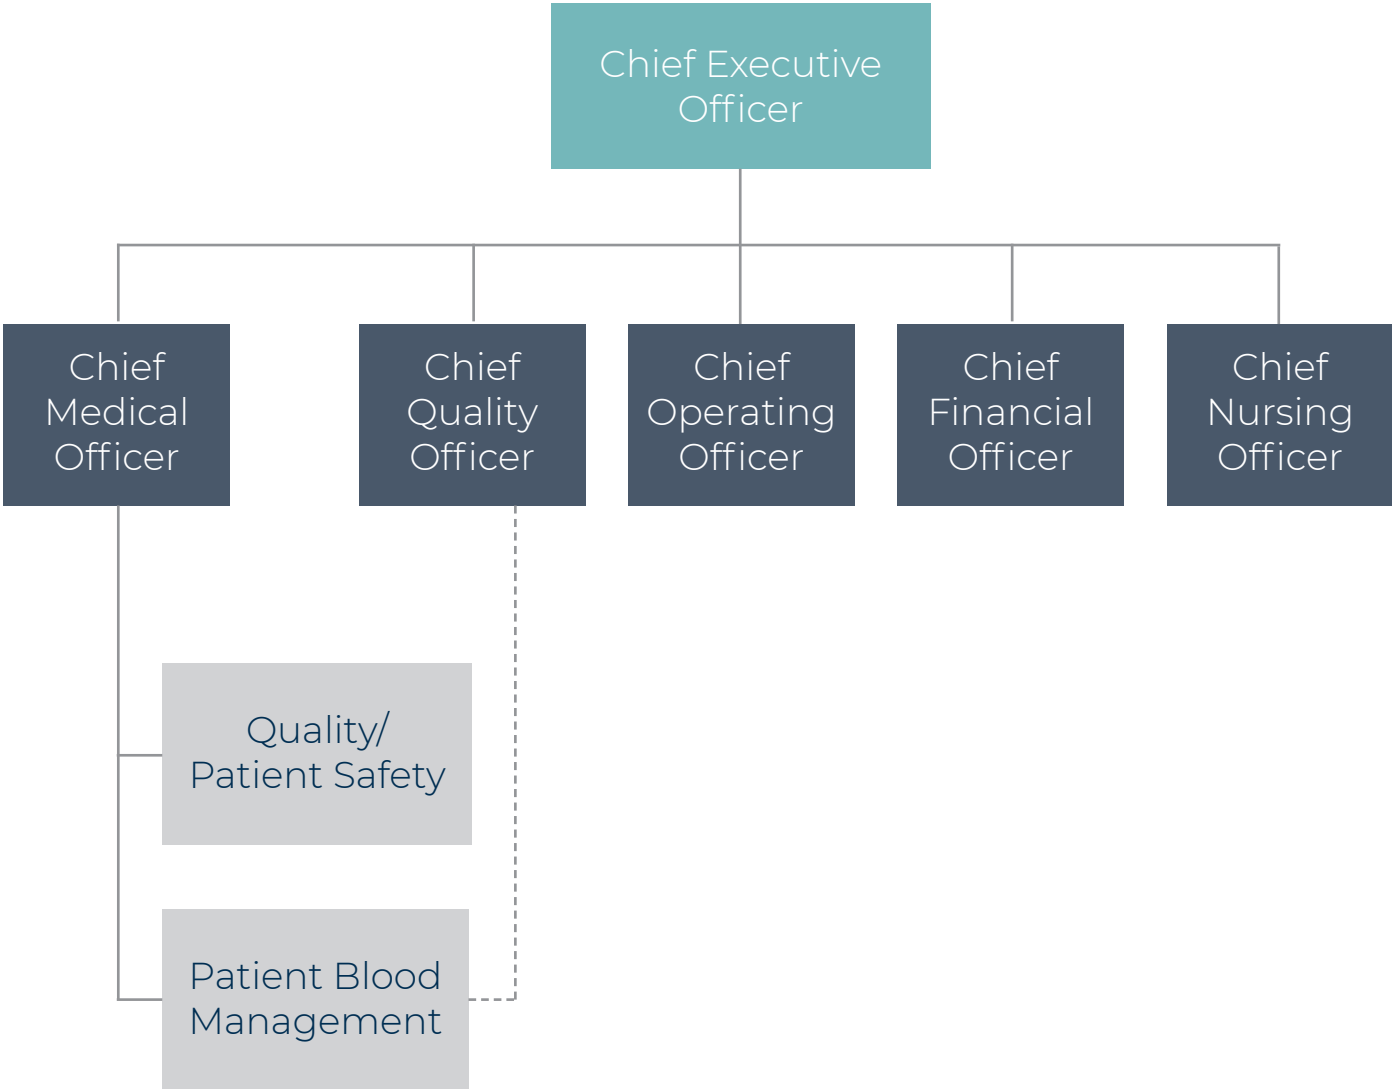 Chief Executive
Officer
Chief
Medical
Officer
Chief
Quality
Officer
Chief
Operating
Officer
Chief
Financial
Officer
Chief
Nursing
Officer
Quality/
Patient Safety
Patient Blood
Management